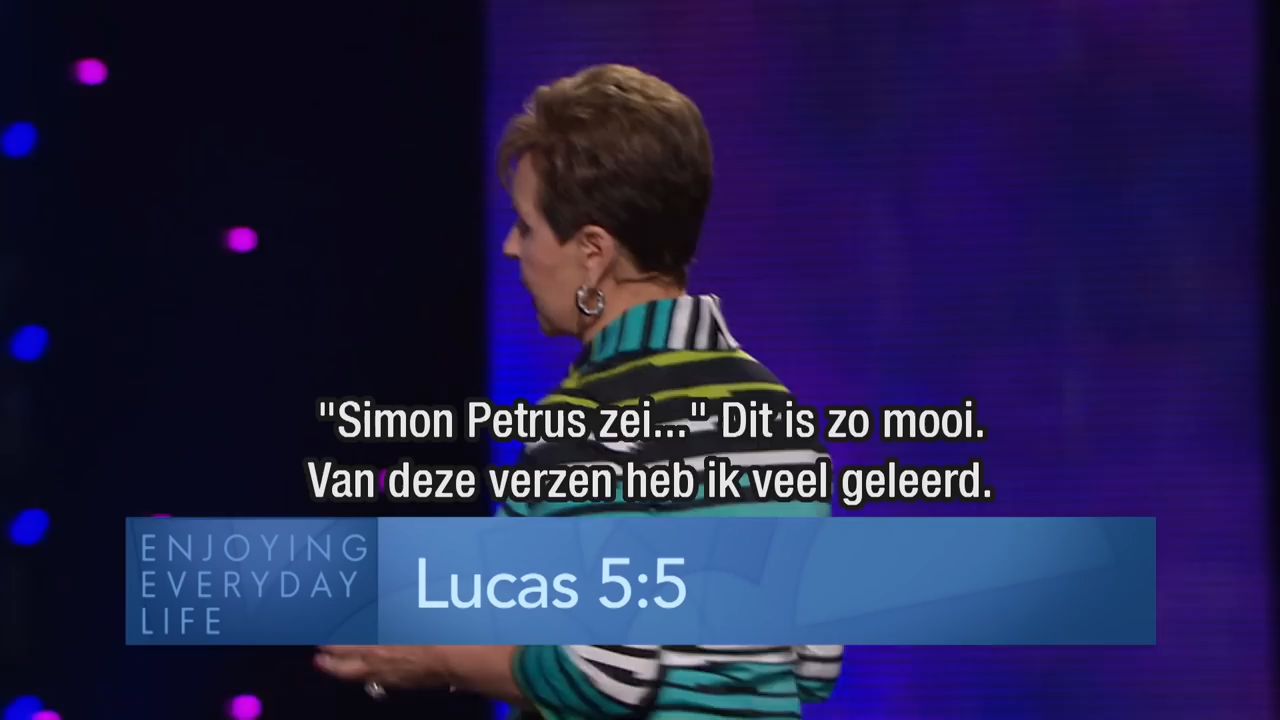 "Simon Petrus zei..." Dit is zo mooi.
Van deze verzen heb ik veel geleerd.
ENJOYING
EVERYDAY
LIFE
Lucas 5:5